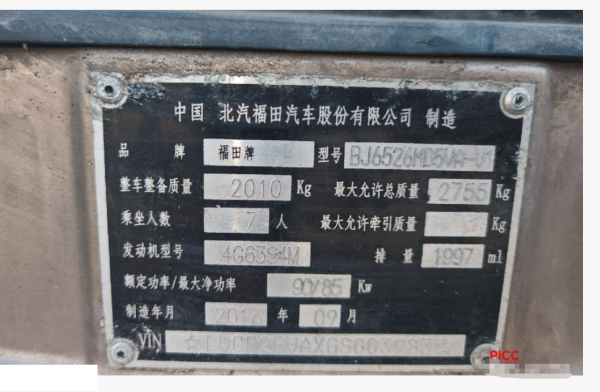 中国 北汽福田汽车股份有限公司 制造
品牌 福田牌 型号 BJ6526MD5VA-V1
整车整备质量 2010 Kg 最大允许总质量 2755 Kg
乘坐人数 7 人 最大允许牵引质量 Kg
发动机型号 4G63S4M 排量 1997 ml
额定功率/最大净功率 90/85 Kw
制造年月 2016 年 09 月
VIN
PICC